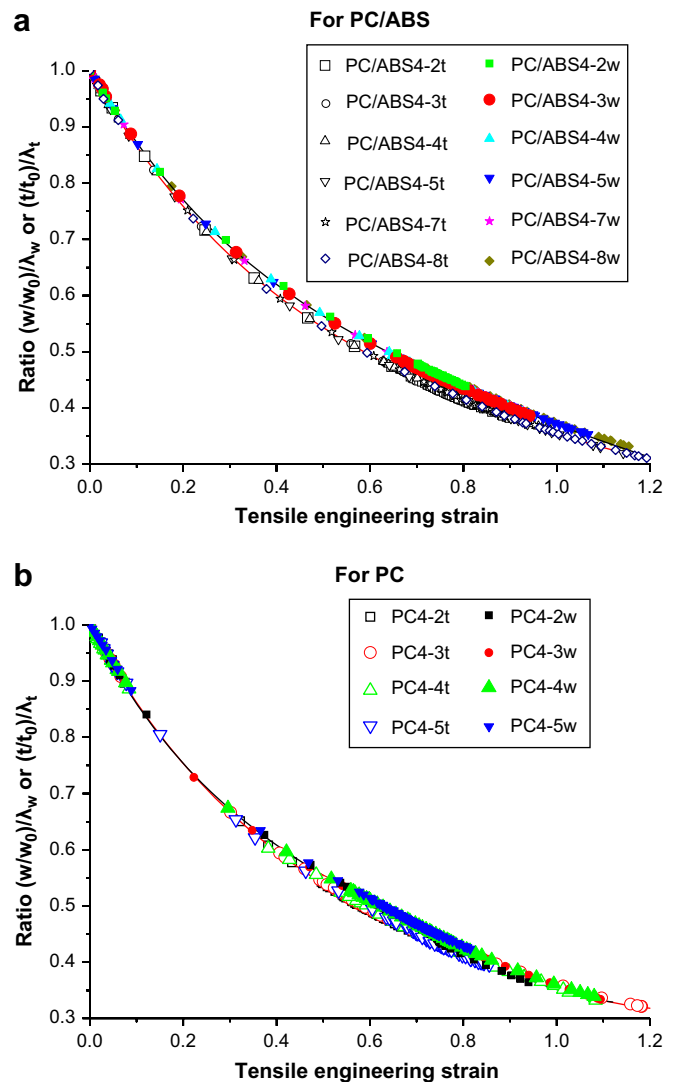 a
For PC/ABS
PC/ABS4-2t PC/ABS4-2w
PC/ABS4-3t PC/ABS4-3w
PC/ABS4-4t PC/ABS4-4w
PC/ABS4-5t PC/ABS4-5w
PC/ABS4-7t PC/ABS4-7w
PC/ABS4-8t PC/ABS4-8w
Ratio (w/w₀)/λw or (t/t₀)/λt
1.0
0.9
0.8
0.7
0.6
0.5
0.4
0.3
0.0 0.2 0.4 0.6 0.8 1.0 1.2
Tensile engineering strain
b
For PC
PC4-2t PC4-2w
PC4-3t PC4-3w
PC4-4t PC4-4w
PC4-5t PC4-5w
Ratio (w/w₀)/λw or (t/t₀)/λt
1.0
0.9
0.8
0.7
0.6
0.5
0.4
0.3
0.0 0.2 0.4 0.6 0.8 1.0 1.2
Tensile engineering strain